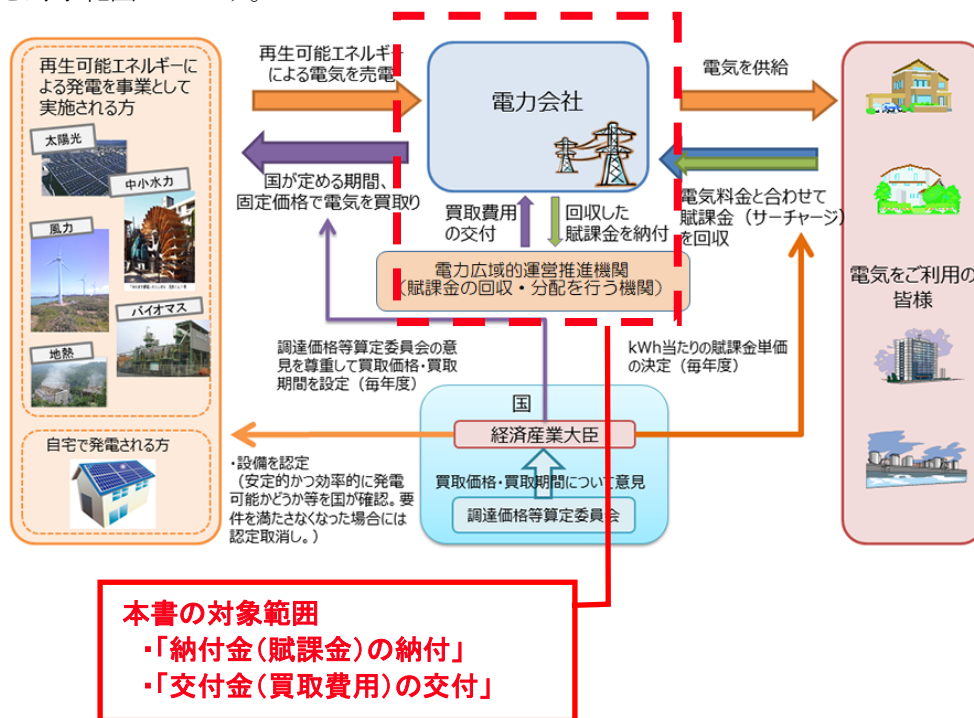 再生可能エネルギーに
よる発電を事業として
実施される方
太陽光
中小水力
風力
バイオマス
地熱
自宅で発電される方
再生可能エネルギー
による電気を売電
国が定める期間、
固定価格で電気を買取り
電力会社
買取費用
の交付
回収した
賦課金を納付
電力広域的運営推進機関
(賦課金の回収・分配を行う機関)
電気を供給
電気料金と合わせて
賦課金(サーチャージ)
を回収
電気をご利用の
皆様
調達価格等算定委員会の意
見を尊重して買取価格・買取
期間を設定(毎年度)
kWh当たりの賦課金単価
の決定(毎年度)
国
経済産業大臣
買取価格・買取期間について意見
調達価格等算定委員会
・設備を認定
(安定的かつ効率的に発電
可能かどうか等を国が確認。要
件を満たさなくなった場合には
認定取消し。)
本書の対象範囲
・「納付金(賦課金)の納付」
・「交付金(買取費用)の交付」